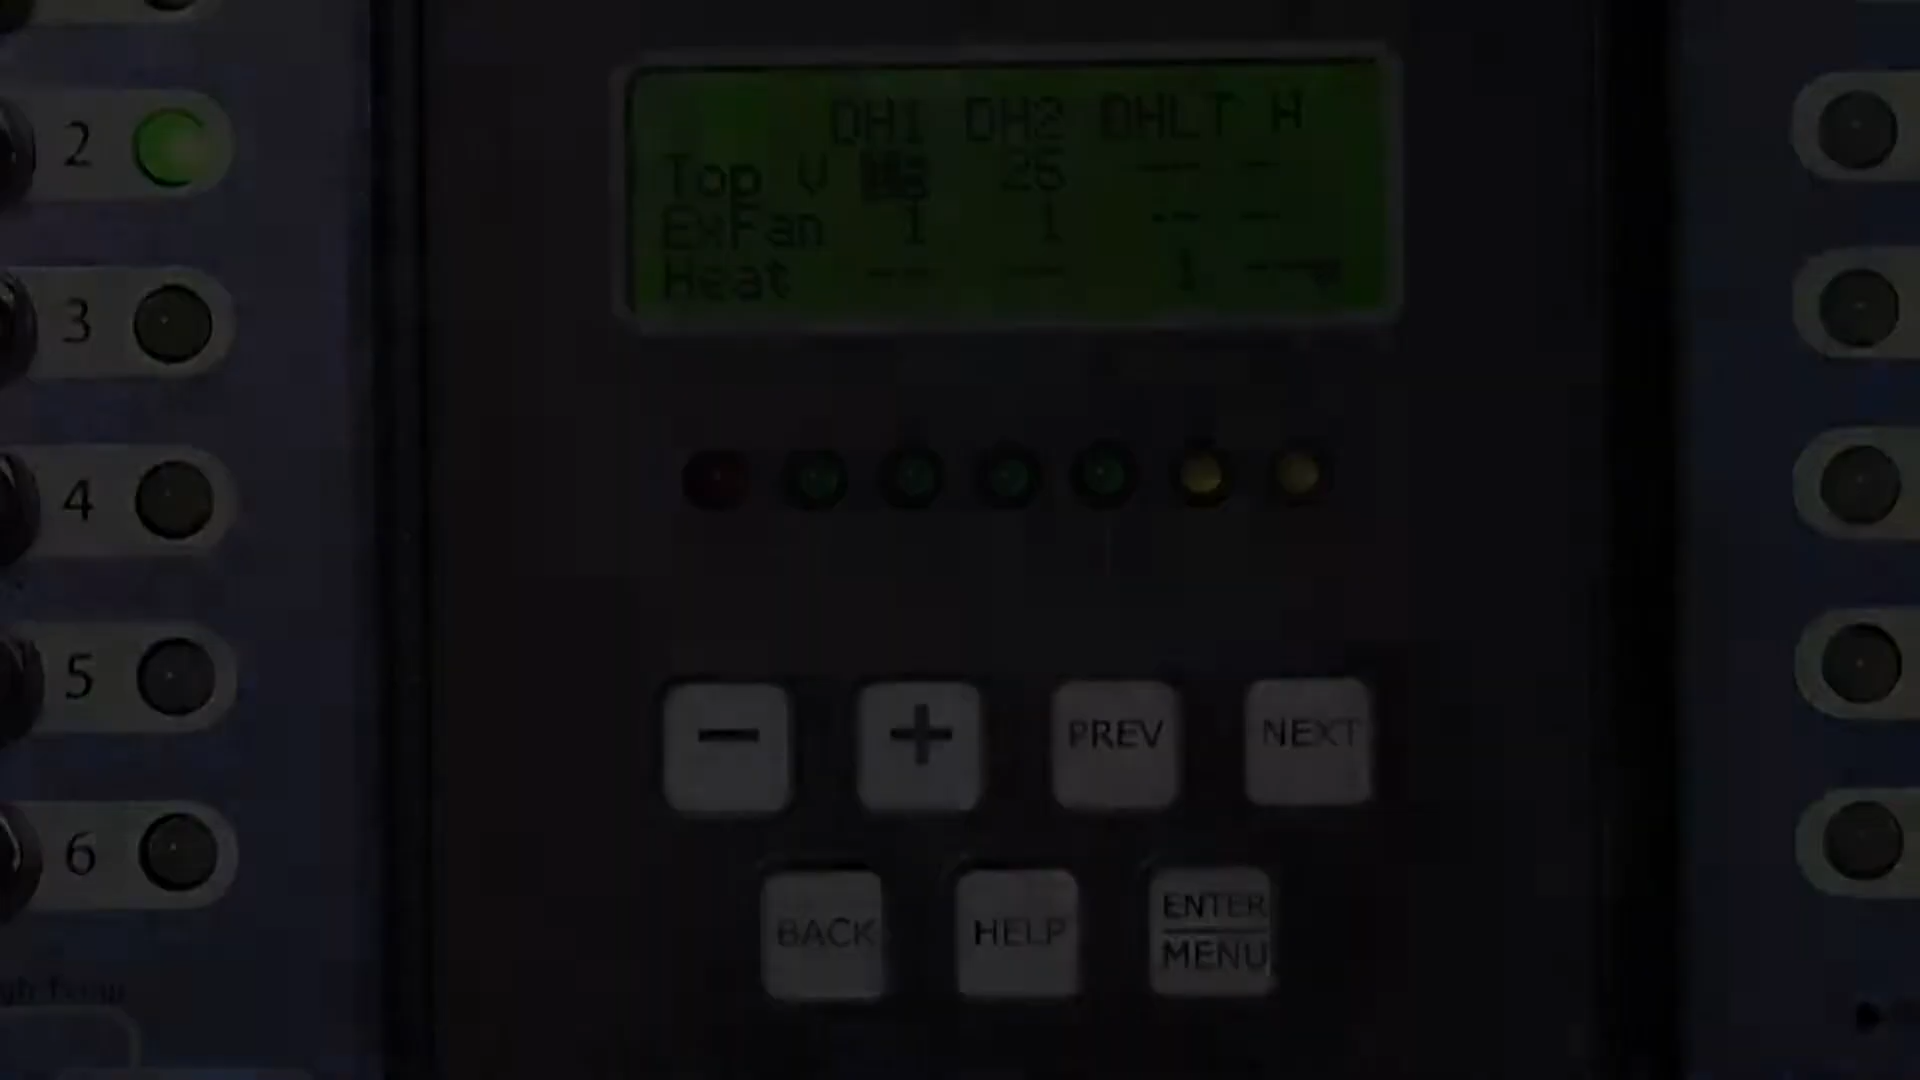 DH1 DH2 DHLT H
Top V 25 --- --
ExFan 1 1 --- --
Heat --- --- 1 ---
2
3
4
5
6
− + PREV NEXT
BACK HELP ENTER
MENU